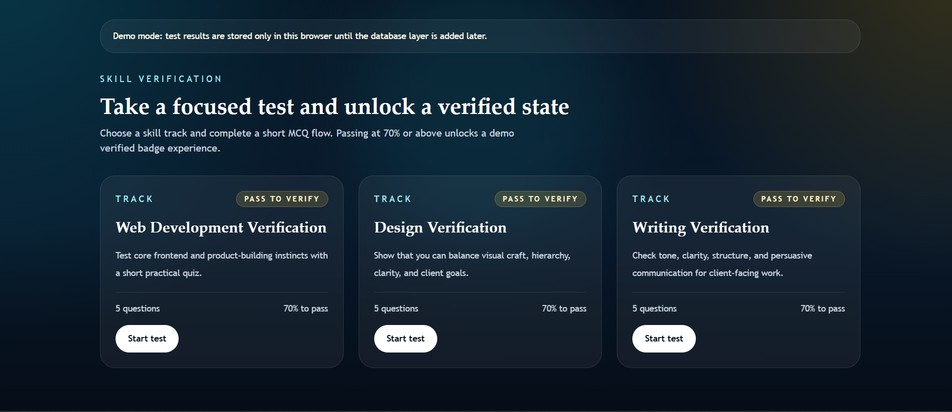 Demo mode: test results are stored only in this browser until the database layer is added later.
SKILL VERIFICATION
Take a focused test and unlock a verified state
Choose a skill track and complete a short MCQ flow. Passing at 70% or above unlocks a demo
verified badge experience.
TRACK PASS TO VERIFY
Web Development Verification
Test core frontend and product-building instincts with
a short practical quiz.
5 questions 70% to pass
Start test
TRACK PASS TO VERIFY
Design Verification
Show that you can balance visual craft, hierarchy,
clarity, and client goals.
5 questions 70% to pass
Start test
TRACK PASS TO VERIFY
Writing Verification
Check tone, clarity, structure, and persuasive
communication for client-facing work.
5 questions 70% to pass
Start test